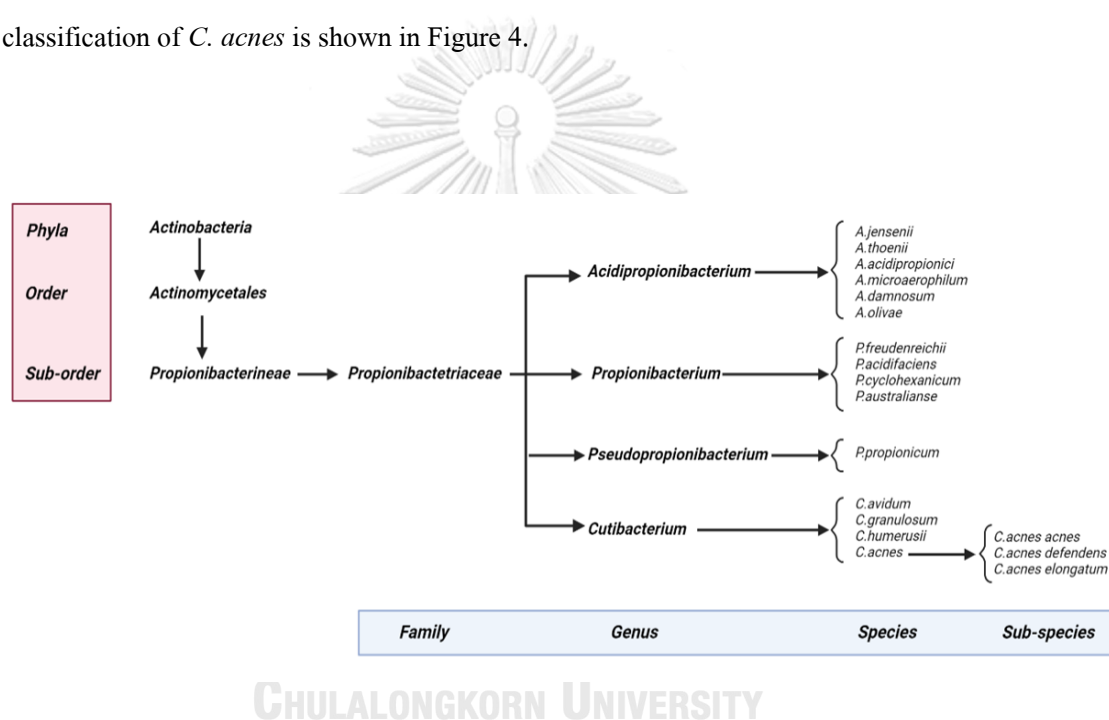 classification of C. acnes is shown in Figure 4.
Phyla
Actinobacteria
Order
Actinomycetales
Sub-order
Propionibacterineae
Propionibactetriaceae
Acidipropionibacterium
A.jensenii
A.thoenii
A.acidipropionici
A.microaerophilum
A.damnosum
A.olivae
Propionibacterium
P.freudenreichii
P.acidifaciens
P.cyclohexanicum
P.australianse
Pseudopropionibacterium
P.propionicum
Cutibacterium
C.avidum
C.granulosum
C.humerusii
C.acnes
C.acnes acnes
C.acnes defendens
C.acnes elongatum
Family Genus Species Sub-species
CHULALONGKORN UNIVERSITY